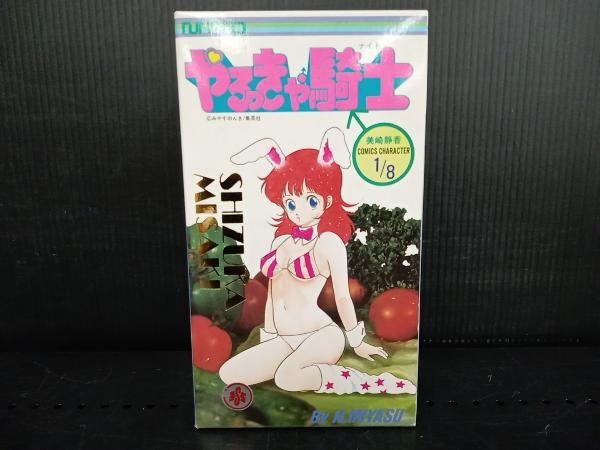 やるっきゃ騎士
ナイト
©みやすのんき/集英社
美崎静香
COMICS CHARACTER
1/8
SHIZUKA
MISAKI
By N.MIYASU